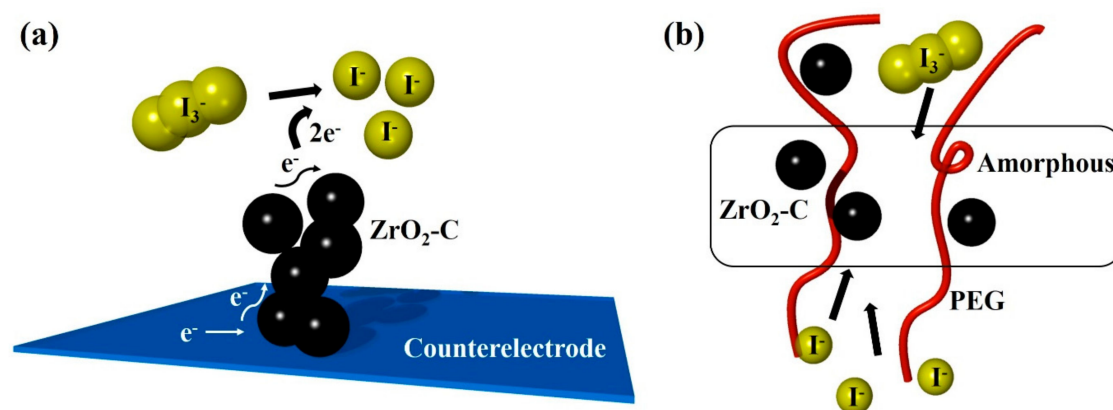 (a)
I₃⁻
I⁻
I⁻
I⁻
2e⁻
e⁻
ZrO₂-C
e⁻
e⁻
Counterelectrode
(b)
I₃⁻
Amorphous
ZrO₂-C
PEG
I⁻
I⁻
I⁻